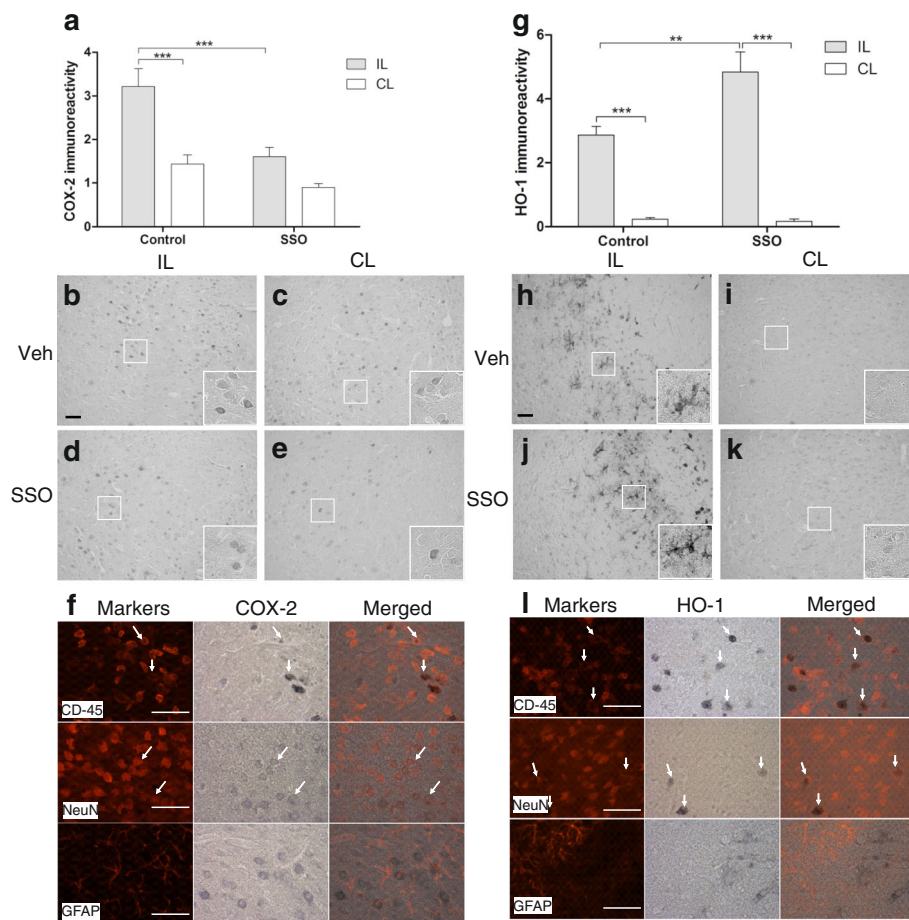 a
COX-2 immunoreactivity
4
3
2
1
0
***
***
IL
CL
Control
SSO
IL
CL
Veh
b
c
SSO
d
e
f
Markers
COX-2
Merged
CD-45
NeuN
GFAP
g
HO-1 immunoreactivity
6
4
2
0
**
***
***
IL
CL
Control
SSO
IL
CL
Veh
h
i
SSO
j
k
l
Markers
HO-1
Merged
CD-45
NeuN
GFAP